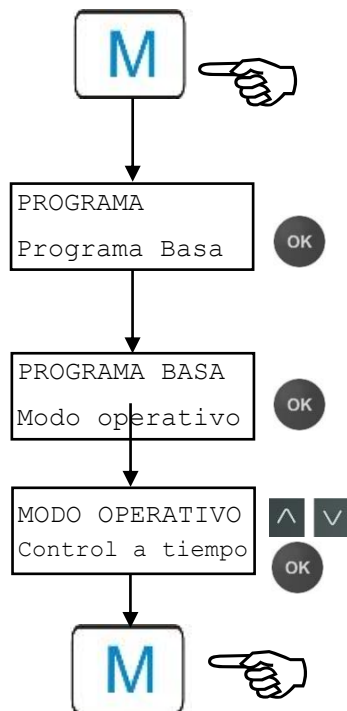 M
PROGRAMA
Programa Basa
OK
PROGRAMA BASA
Modo operativo
OK
MODO OPERATIVO
Control a tiempo
OK
M